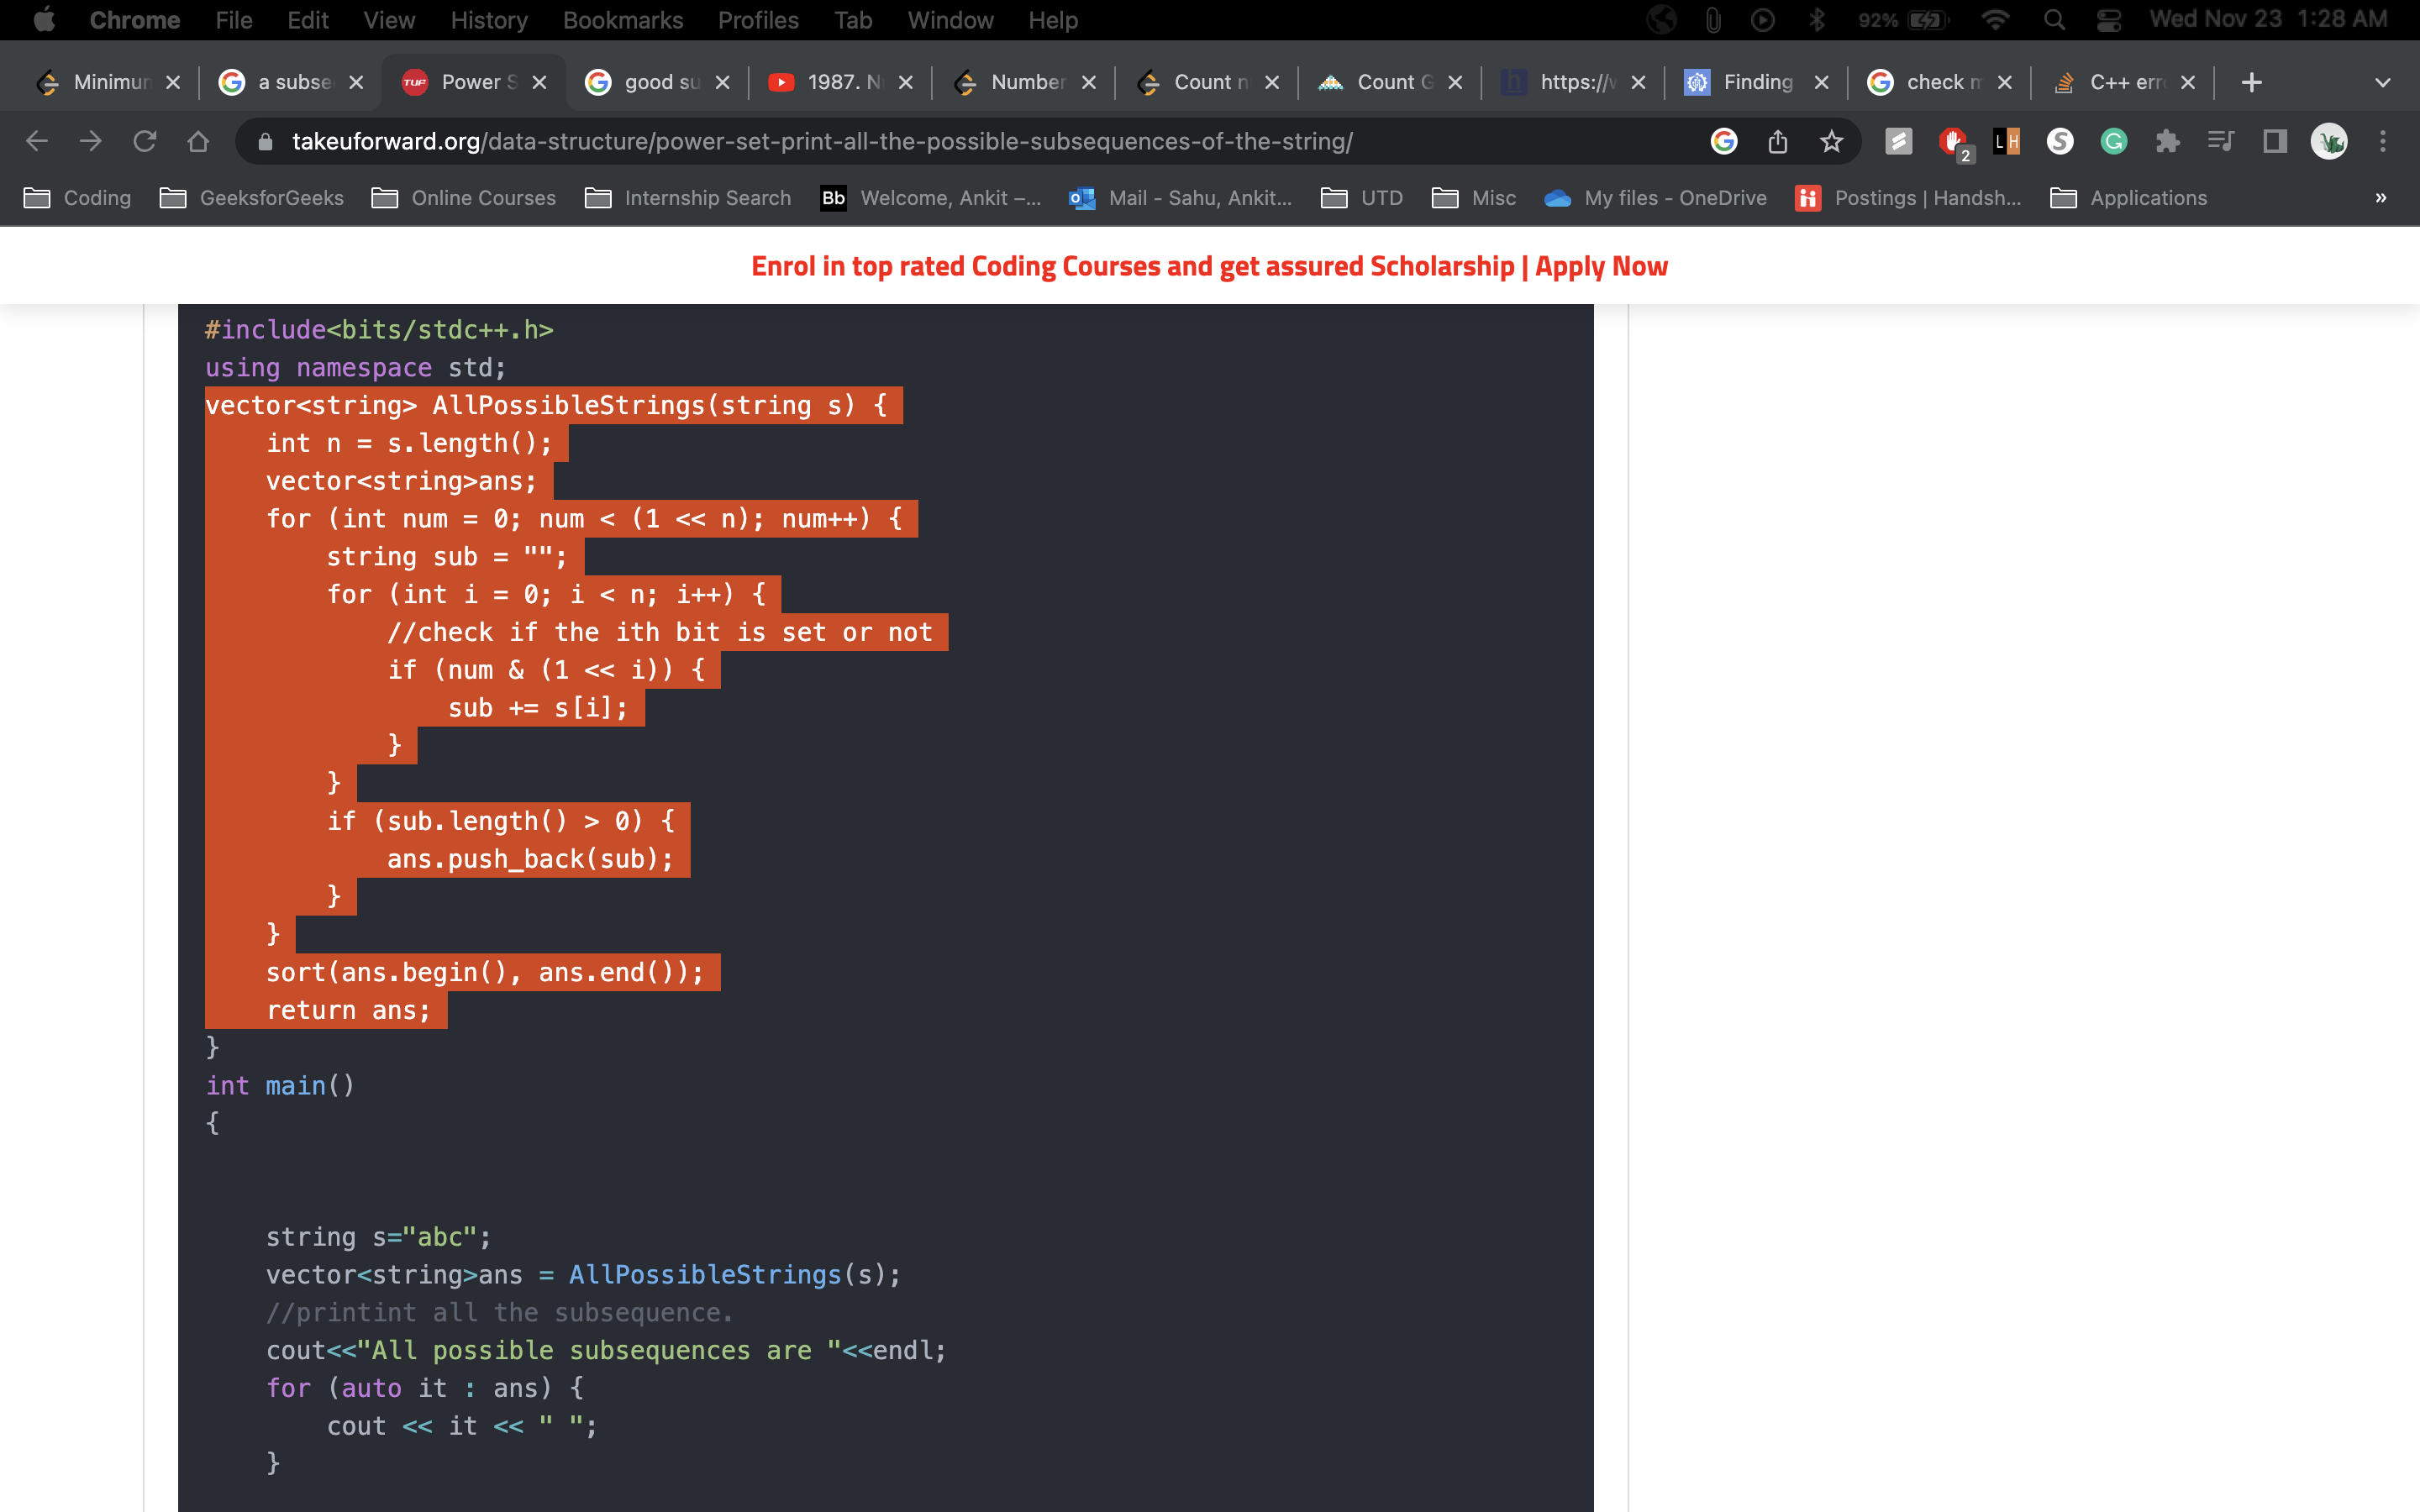 Chrome File Edit View History Bookmarks Profiles Tab Window Help 92% Wed Nov 23 1:28 AM
Minimun a subse Power S good su 1987. N Number Count n Count G https://w Finding check m C++ err
takeuforward.org/data-structure/power-set-print-all-the-possible-subsequences-of-the-string/ 2 LH S G
Coding GeeksforGeeks Online Courses Internship Search Bb Welcome, Ankit –... Mail - Sahu, Ankit... UTD Misc My files - OneDrive Postings | Handsh... Applications »
Enrol in top rated Coding Courses and get assured Scholarship | Apply Now
#include<bits/stdc++.h>
using namespace std;
vector<string> AllPossibleStrings(string s) {
    int n = s.length();
    vector<string>ans;
    for (int num = 0; num < (1 << n); num++) {
        string sub = "";
        for (int i = 0; i < n; i++) {
            //check if the ith bit is set or not
            if (num & (1 << i)) {
                sub += s[i];
            }
        }
        if (sub.length() > 0) {
            ans.push_back(sub);
        }
    }
    sort(ans.begin(), ans.end());
    return ans;
}
int main()
{
    string s="abc";
    vector<string>ans = AllPossibleStrings(s);
    //printint all the subsequence.
    cout<<"All possible subsequences are "<<endl;
    for (auto it : ans) {
        cout << it << " ";
    }